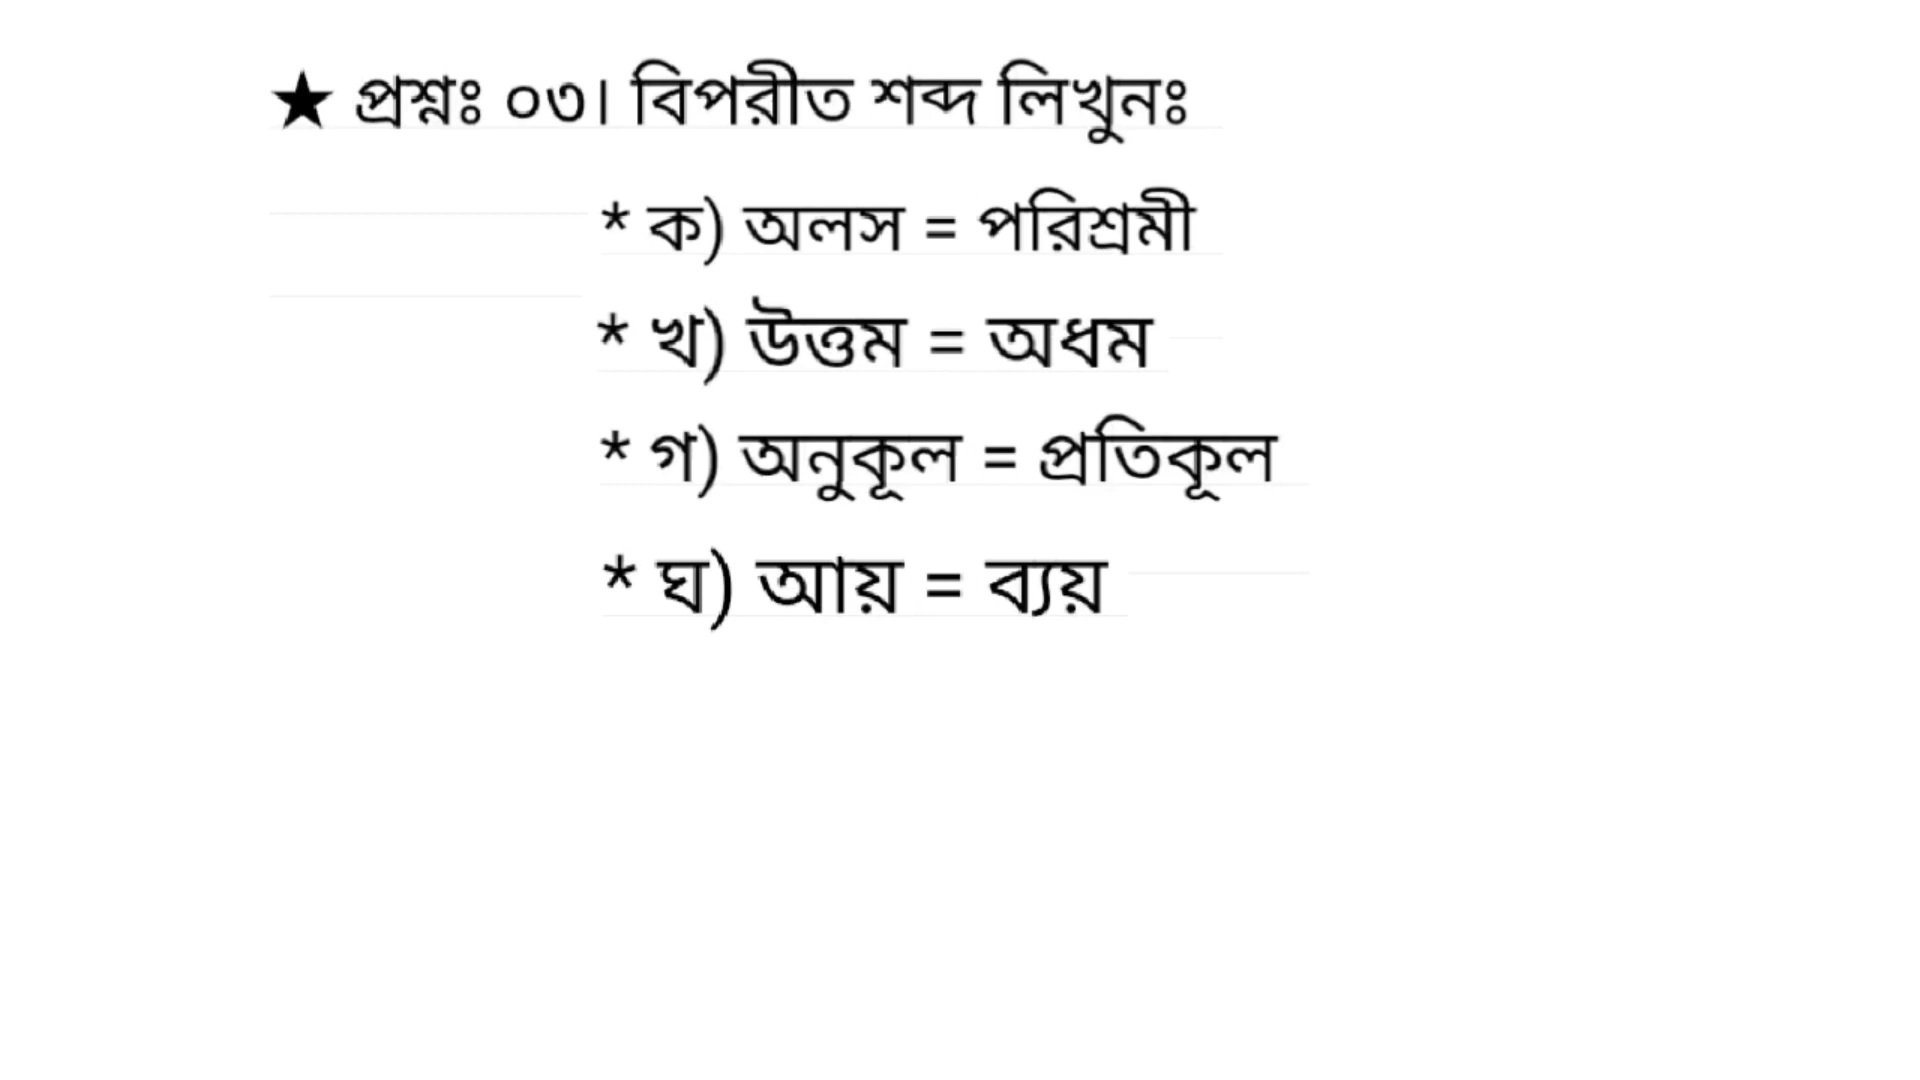 ★ প্রশ্নঃ ০৩। বিপরীত শব্দ লিখুনঃ
* ক) অলস = পরিশ্রমী
* খ) উত্তম = অধম
* গ) অনুকূল = প্রতিকূল
* ঘ) আয় = ব্যয়